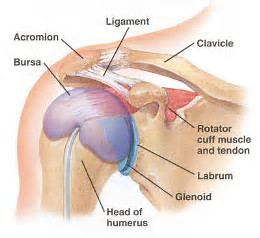 Ligament
Acromion
Clavicle
Bursa
Rotator
cuff muscle
and tendon
Labrum
Glenoid
Head of
humerus